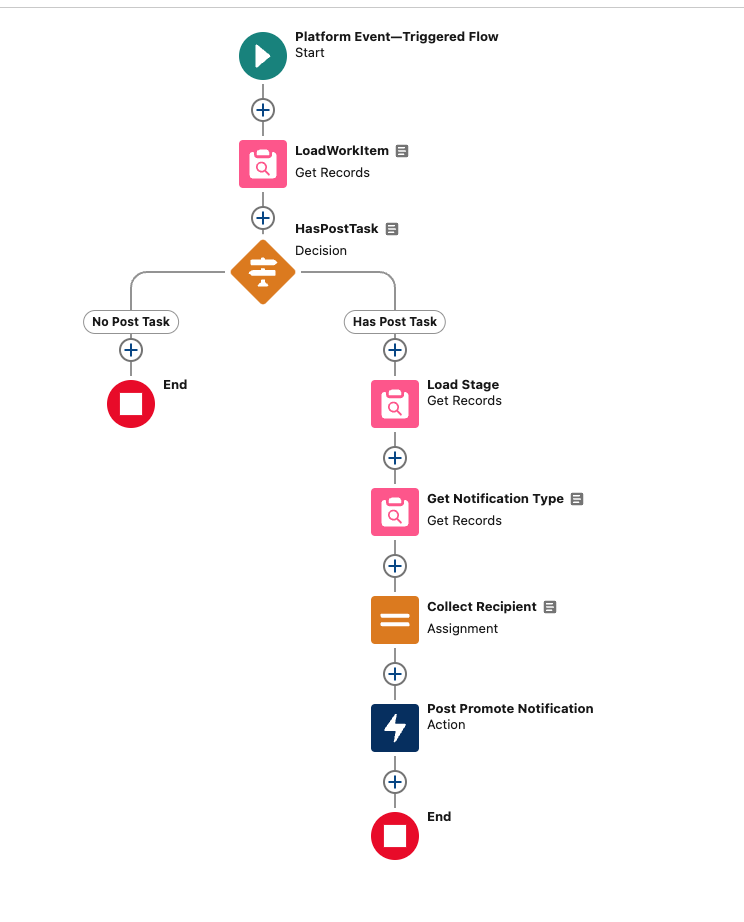 Platform Event—Triggered Flow
Start
LoadWorkItem
Get Records
HasPostTask
Decision
No Post Task
Has Post Task
End
Load Stage
Get Records
Get Notification Type
Get Records
Collect Recipient
Assignment
Post Promote Notification
Action
End